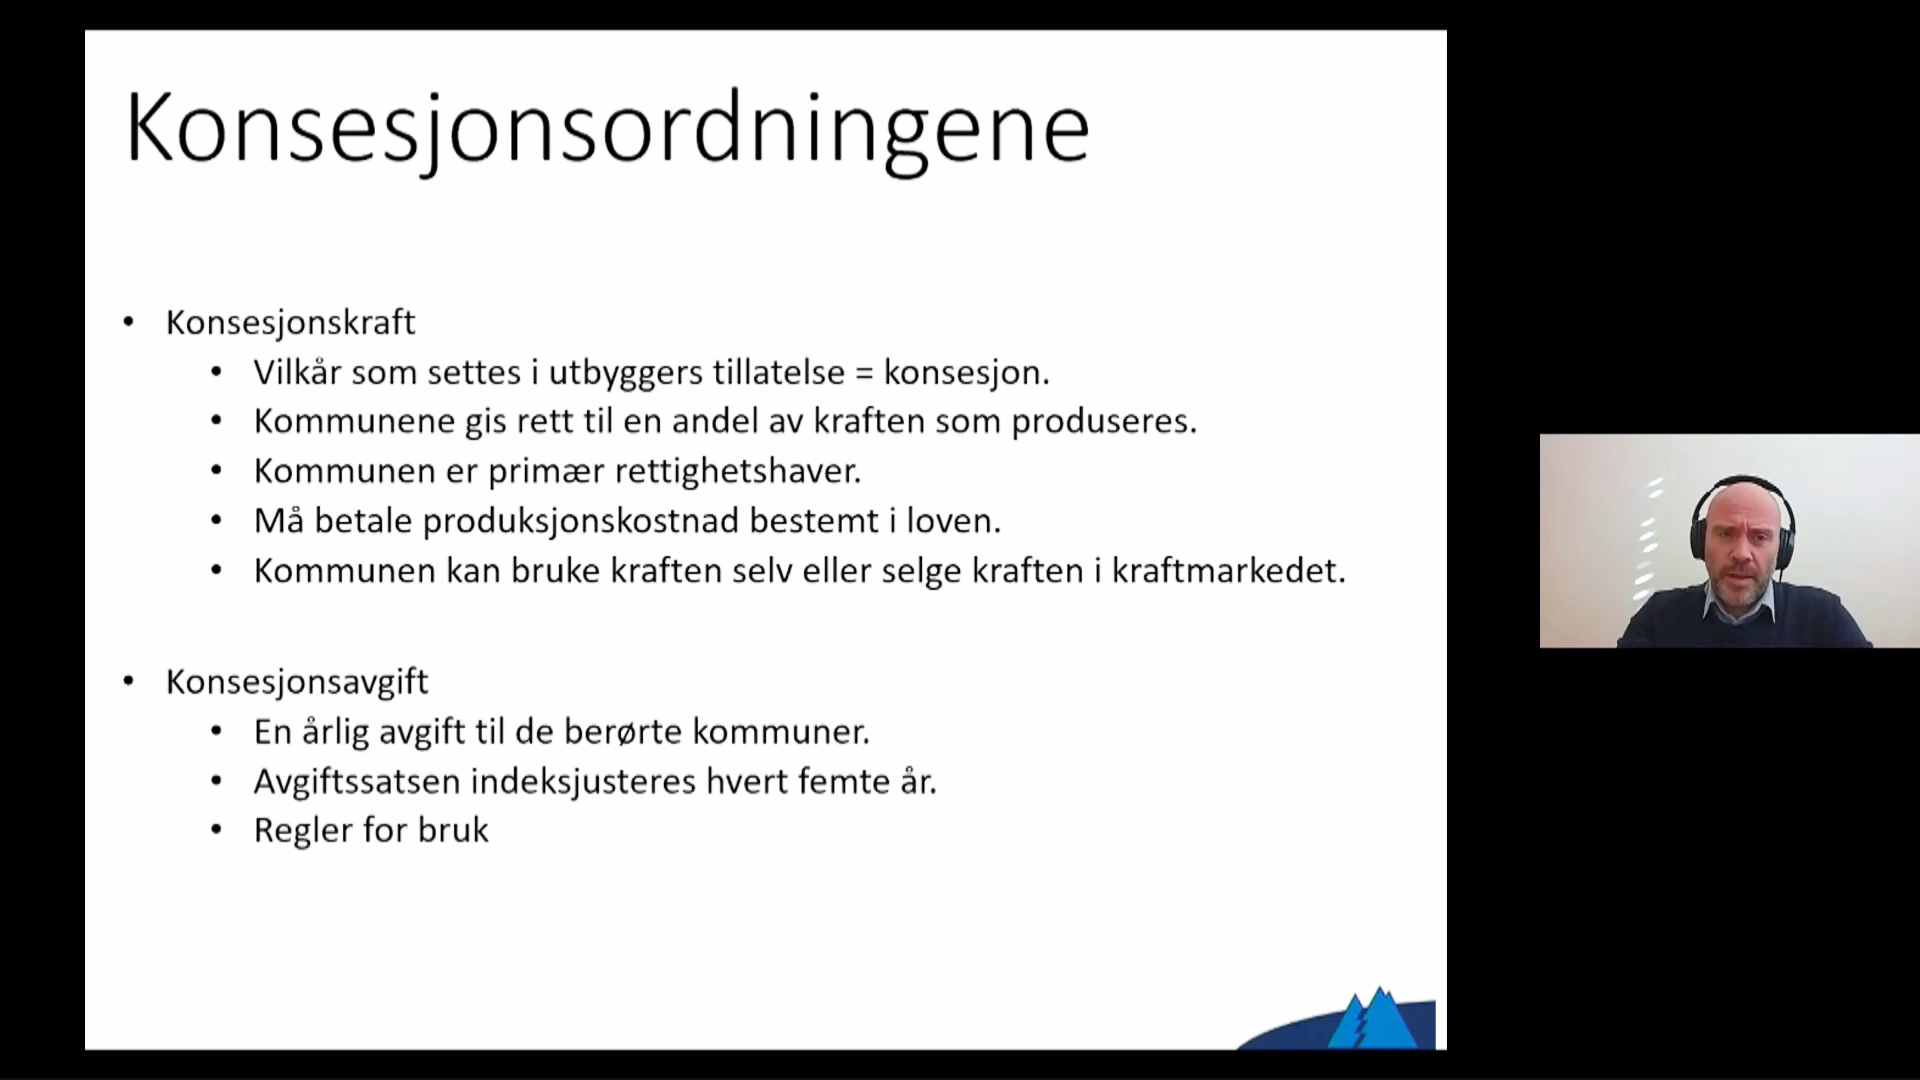 Konsesjonsordningene
• Konsesjonskraft
• Vilkår som settes i utbyggers tillatelse = konsesjon.
• Kommunene gis rett til en andel av kraften som produseres.
• Kommunen er primær rettighetshaver.
• Må betale produksjonskostnad bestemt i loven.
• Kommunen kan bruke kraften selv eller selge kraften i kraftmarkedet.
• Konsesjonsavgift
• En årlig avgift til de berørte kommuner.
• Avgiftssatsen indeksjusteres hvert femte år.
• Regler for bruk